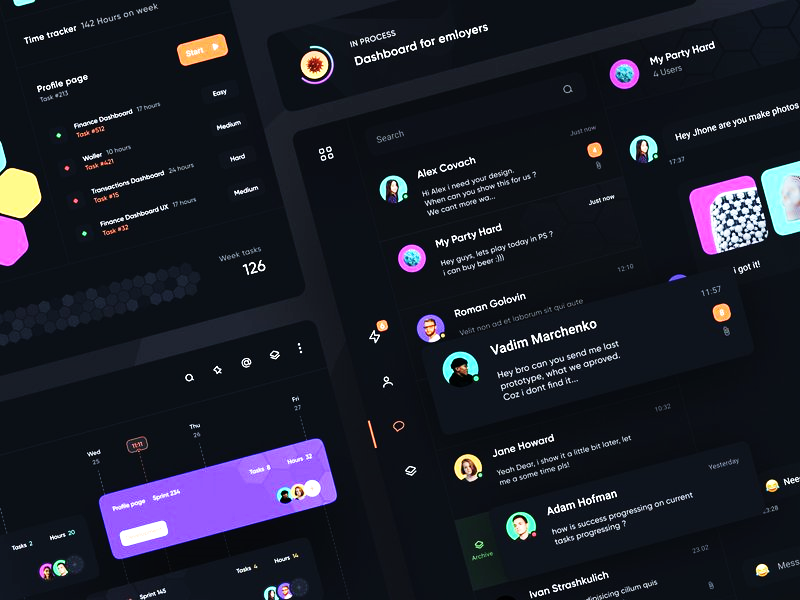 Time tracker 142 Hours on week
Start
Profile page
Task #213
Finance Dashboard 17 hours
Task #512
Easy
Waller 10 hours
Task #421
Medium
Transactions Dashboard 24 hours
Task #15
Hard
Finance Dashboard UX 17 hours
Task #32
Medium
Week tasks
126
IN PROCESS
Dashboard for emloyers
Search
Just now
Alex Covach
4
Hi Alex i need your design.
When can you show this for us ?
We cant more wa...
Just now
My Party Hard
Hey guys, lets play today in PS ?
i can buy beer :)))
12:10
Roman Golovin
Velit non ad et laborum sit qui aute
11:57
Vadim Marchenko
8
Hey bro can you send me last
prototype, what we aproved.
Coz i dont find it...
10:32
Jane Howard
Yeah Dear, i show it a little bit later, let
me a some time pls!
Yesterday
Adam Hofman
how is success progressing on current
tasks progressing ?
Archive
23.02
Ivan Strashkulich
cillum quis
My Party Hard
4 Users
Hey Jhone are you make photos
17:37
i got it!
Wed
25
11:11
Thu
26
Fri
27
Profile page Sprint 234
Tasks 8 Hours 32
Tasks 2 Hours 20
Sprint 145
Tasks 4 Hours 14